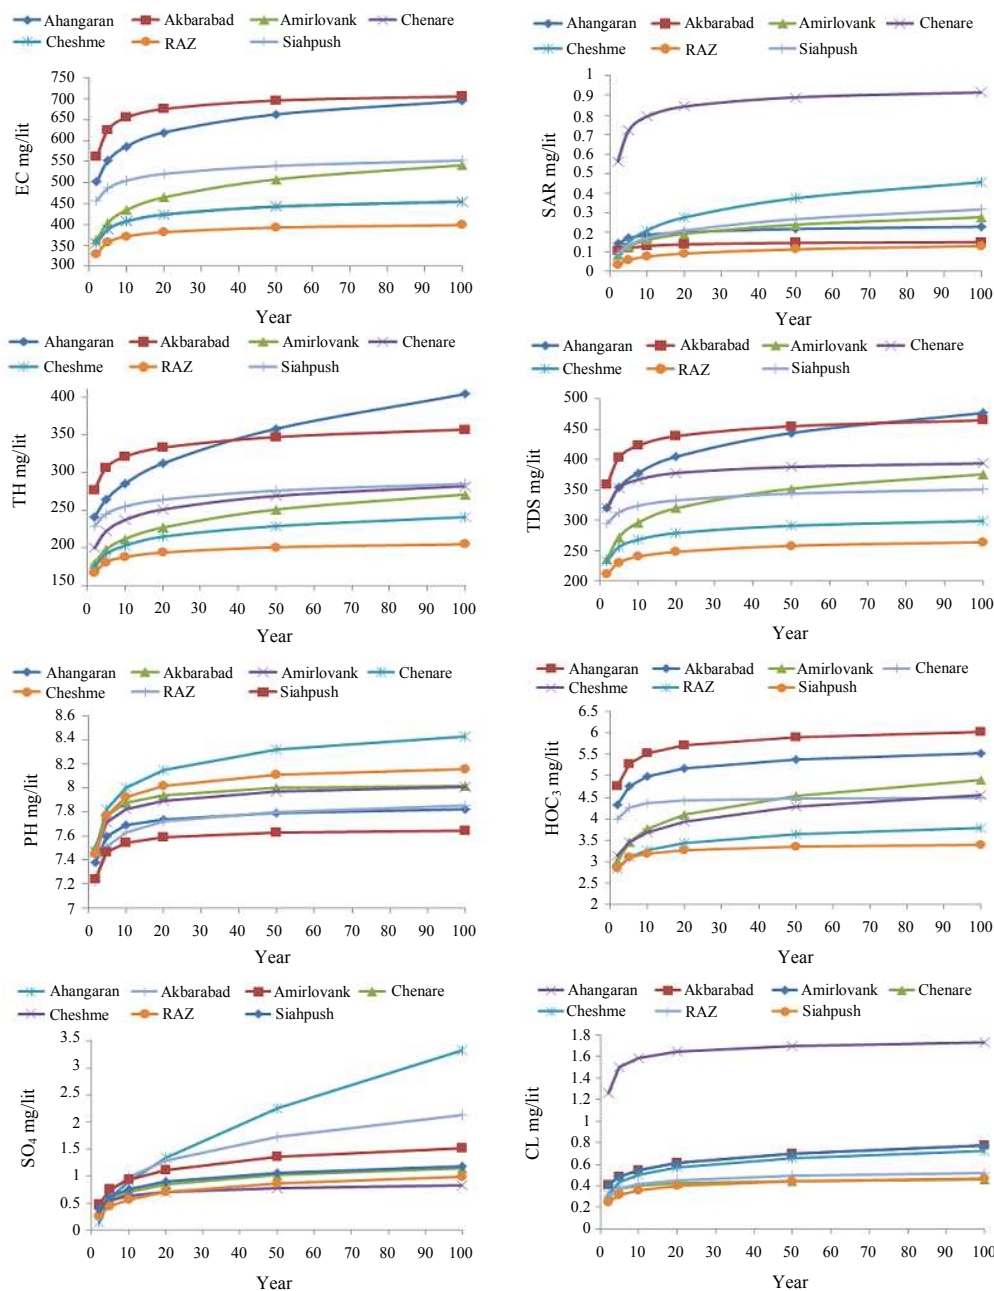 Ahangaran Akbarabad Amirlovank Chenare
Cheshme RAZ Siahpush
EC mg/lit
750
700
650
600
550
500
450
400
350
300
0 10 20 30 40 50 60 70 80 90 100
Year
Ahangaran Akbarabad Amirlovank Chenare
Cheshme RAZ Siahpush
SAR mg/lit
1
0.9
0.8
0.7
0.6
0.5
0.4
0.3
0.2
0.1
0
0 10 20 30 40 50 60 70 80 90 100
Year
Ahangaran Akbarabad Amirlovank Chenare
Cheshme RAZ Siahpush
TH mg/lit
400
350
300
250
200
150
0 10 20 30 40 50 60 70 80 90 100
Year
Ahangaran Akbarabad Amirlovank Chenare
Cheshme RAZ Siahpush
TDS mg/lit
500
450
400
350
300
250
200
0 10 20 30 40 50 60 70 80 90 100
Year
Ahangaran Akbarabad Amirlovank Chenare
Cheshme RAZ Siahpush
PH mg/lit
8.6
8.4
8.2
8
7.8
7.6
7.4
7.2
7
0 10 20 30 40 50 60 70 80 90 100
Year
Ahangaran Akbarabad Amirlovank Chenare
Cheshme RAZ Siahpush
HOC3 mg/lit
6.5
6
5.5
5
4.5
4
3.5
3
2.5
2
0 10 20 30 40 50 60 70 80 90 100
Year
Ahangaran Akbarabad Amirlovank Chenare
Cheshme RAZ Siahpush
SO4 mg/lit
3.5
3
2.5
2
1.5
1
0.5
0
0 10 20 30 40 50 60 70 80 90 100
Year
Ahangaran Akbarabad Amirlovank Chenare
Cheshme RAZ Siahpush
CL mg/lit
1.8
1.6
1.4
1.2
1
0.8
0.6
0.4
0.2
0
0 10 20 30 40 50 60 70 80 90 100
Year